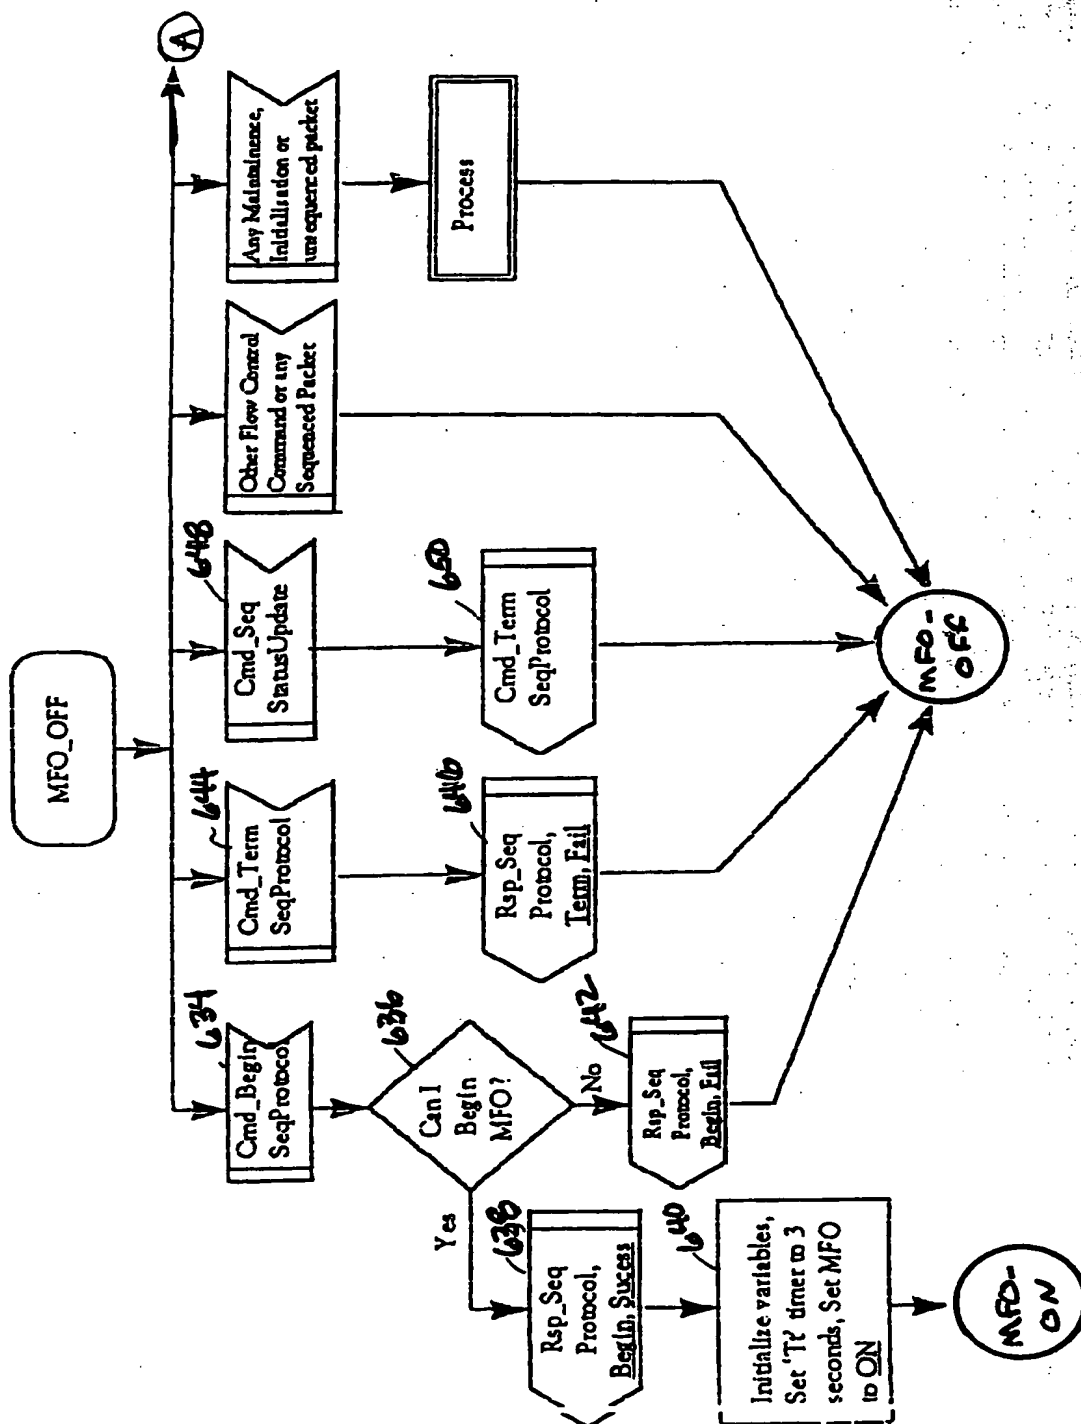 MFO_OFF
A
634
Cmd_Begin
SeqProtocol
636
Can I
Begin
MFO?
Yes
No
638
Rsp_Seq
Protocol,
Begin, Sucess
640
Initialize variables,
Set 'Ti' timer to 3
seconds, Set MFO
to ON
MFO-
ON
642
Rsp_Seq
Protocol,
Begin, Fail
644
Cmd_Term
SeqProtocol
646
Rsp_Seq
Protocol,
Term, Fail
648
Cmd_Seq
StatusUpdate
650
Cmd_Term
SeqProtocol
Other Flow Control
Command or any
Sequenced Packet
Any Maintainence,
Initialisation or
unsequenced packet
Process
MFO-
OFF